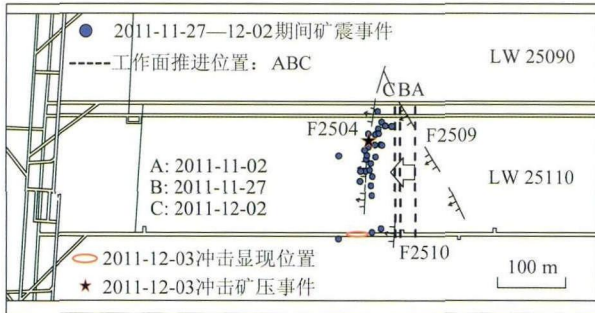 2011-11-27—12-02期间矿震事件
工作面推进位置：ABC
LW 25090
CBA
F2504
F2509
A: 2011-11-02
B: 2011-11-27
C: 2011-12-02
LW 25110
F2510
2011-12-03冲击显现位置
2011-12-03冲击矿压事件
100 m